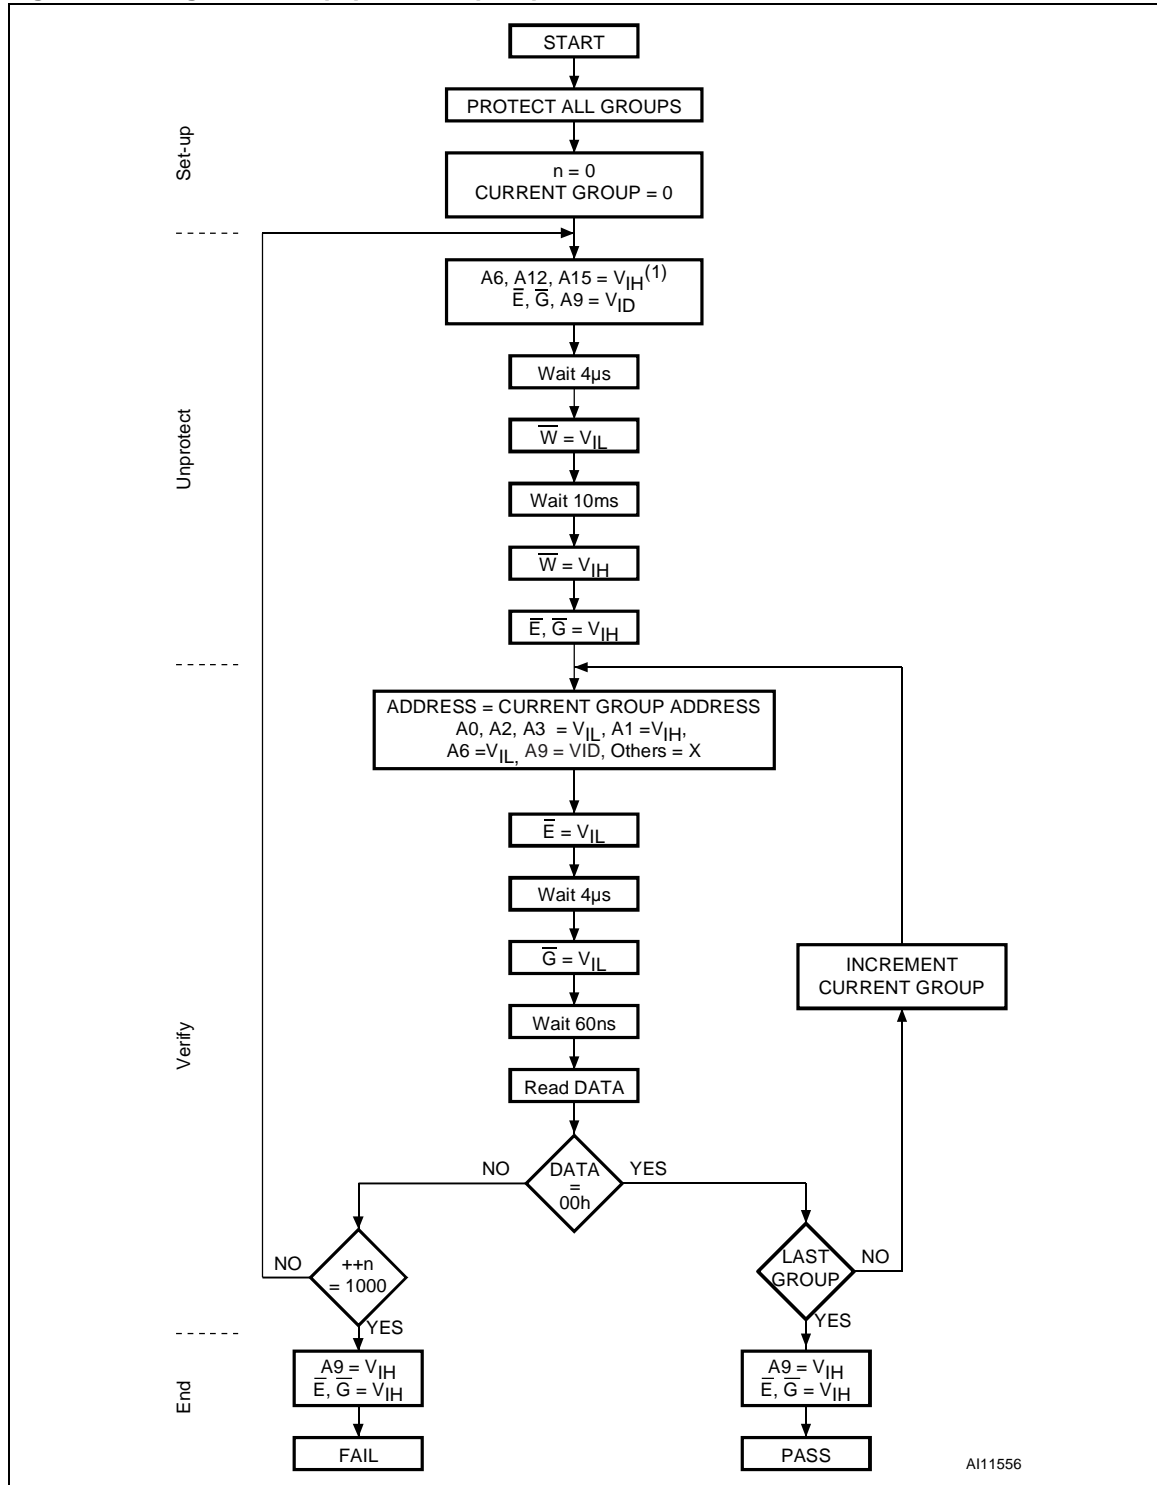 START
PROTECT ALL GROUPS
Set-up
n = 0
CURRENT GROUP = 0
A6, A12, A15 = VIH(1)
E̅, G̅, A9 = VID
Wait 4µs
W̅ = VIL
Unprotect
Wait 10ms
W̅ = VIH
E̅, G̅ = VIH
ADDRESS = CURRENT GROUP ADDRESS
A0, A2, A3 = VIL, A1 =VIH,
A6 =VIL, A9 = VID, Others = X
E̅ = VIL
Wait 4µs
G̅ = VIL
INCREMENT
CURRENT GROUP
Wait 60ns
Verify
Read DATA
NO
DATA
=
00h
YES
NO
++n
= 1000
LAST
GROUP
NO
YES
YES
End
A9 = VIH
E̅, G̅ = VIH
A9 = VIH
E̅, G̅ = VIH
FAIL
PASS
AI11556